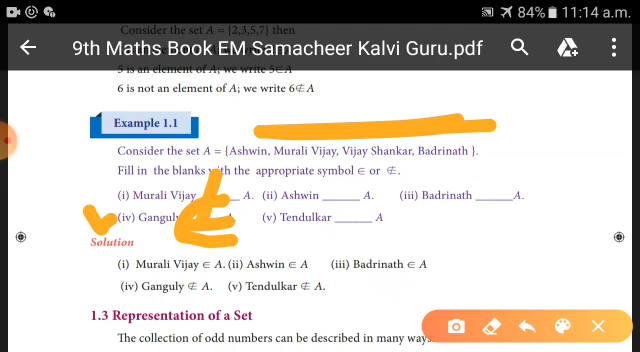 84% 11:14 a.m.
Consider the set A = {2,3,5,7} then
9th Maths Book EM Samacheer Kalvi Guru.pdf
5 is an element of A; we write 5∈A
6 is not an element of A; we write 6∉A
Example 1.1
Consider the set A = {Ashwin, Murali Vijay, Vijay Shankar, Badrinath }.
Fill in the blanks with the appropriate symbol ∈ or ∉.
(i) Murali Vijay ___ A. (ii) Ashwin ______ A. (iii) Badrinath ______A.
(iv) Ganguly A. (v) Tendulkar ______ A
Solution
(i) Murali Vijay ∈ A. (ii) Ashwin ∈ A (iii) Badrinath ∈ A
(iv) Ganguly ∉ A. (v) Tendulkar ∉ A.
1.3 Representation of a Set
The collection of odd numbers can be described in many ways